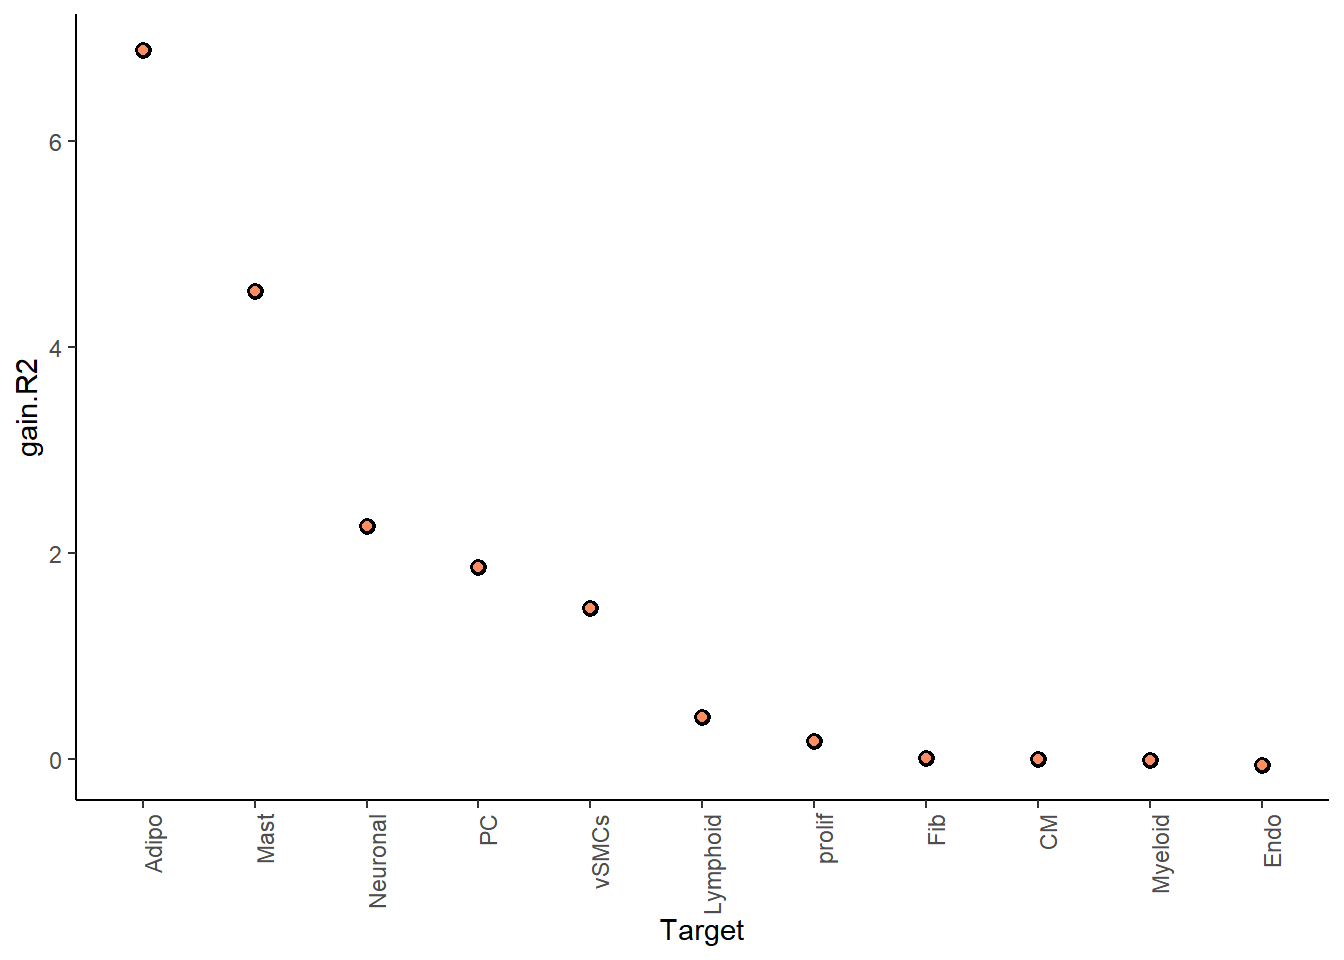 gain.R2
6
4
2
0
Adipo
Mast
Neuronal
PC
vSMCs
Lymphoid
prolif
Fib
CM
Myeloid
Endo
Target